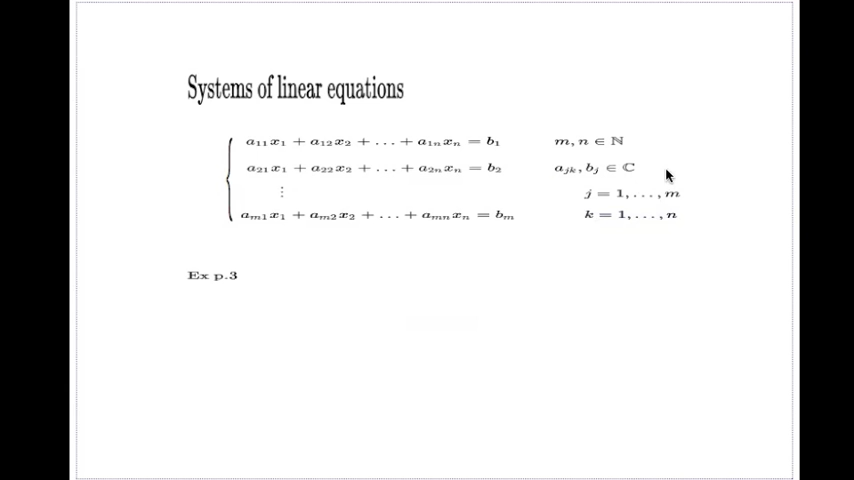 Systems of linear equations
a₁₁x₁ + a₁₂x₂ + … + a₁ₙxₙ = b₁ m, n ∈ ℕ
a₂₁x₁ + a₂₂x₂ + … + a₂ₙxₙ = b₂ aⱼₖ, bⱼ ∈ ℂ
⋮ j = 1, …, m
aₘ₁x₁ + aₘ₂x₂ + … + aₘₙxₙ = bₘ k = 1, …, n
Ex p.3